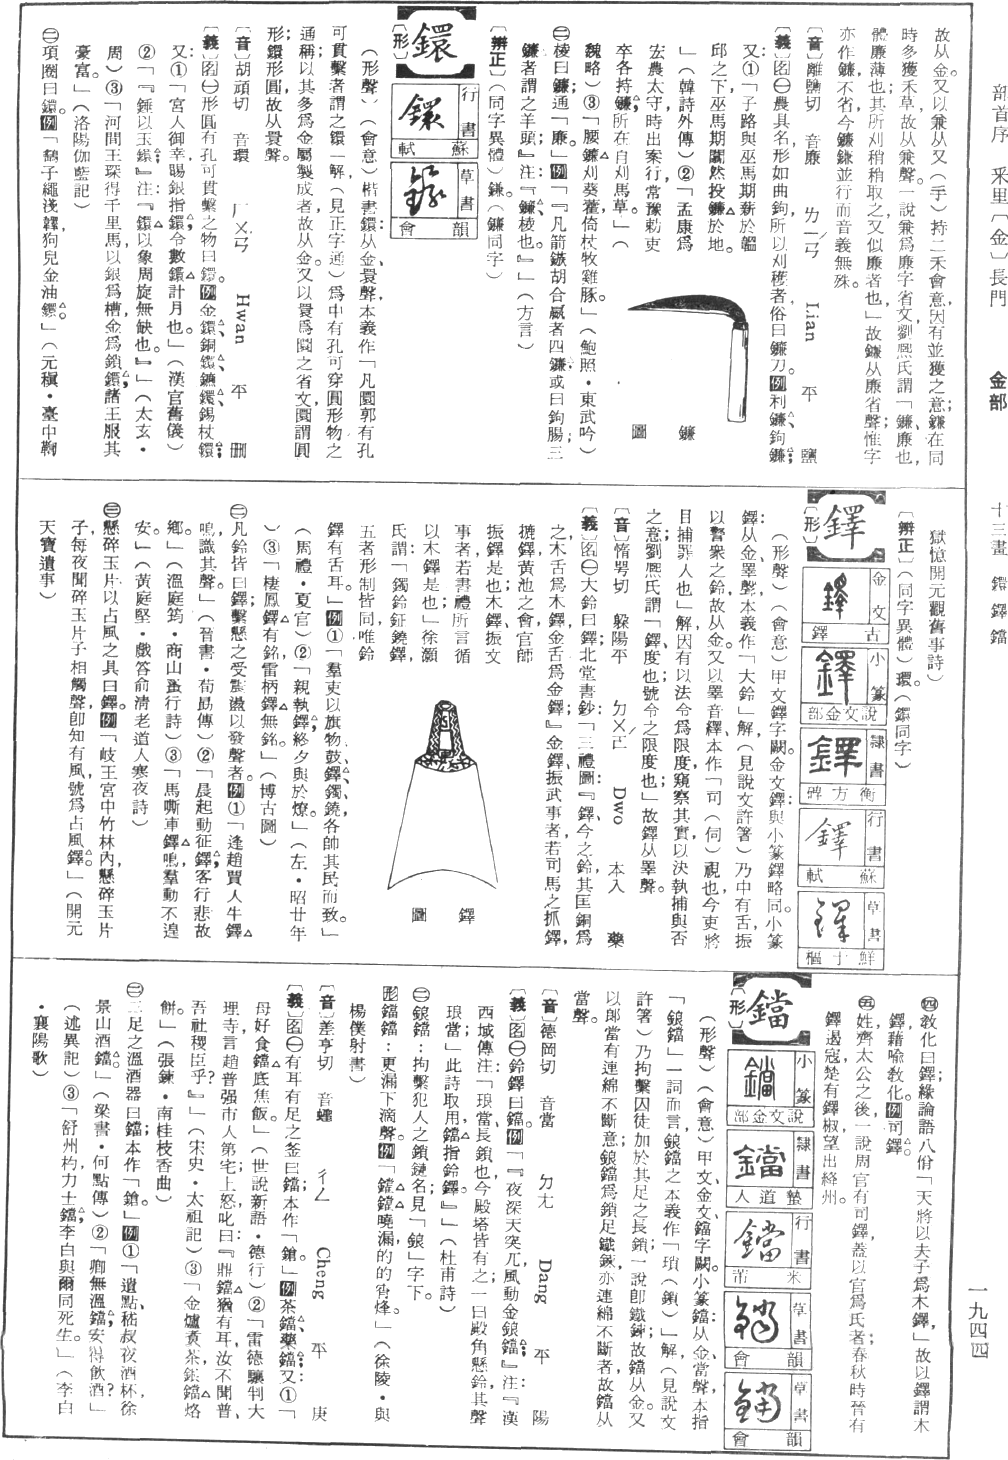 部首序　釆里〔金〕長門　金部　十三畫　鐶鐸鐺　一九四四
故从金。又以兼从又（手）持二禾會意，因有並獲之意；鐮在同
時多獲禾草，故从兼聲。一說兼爲廉字省文，劉熙氏謂「鐮，廉也，
體廉薄也；其所刈稍稍取之，又似廉者也」故鐮从廉省聲；惟字
亦作鐮，不省，今鐮鎌並行而音義無殊。
〔音〕離鹽切　音廉　ㄌㄧㄢ　Lian　平　鹽
〔義〕名㊀農具名，形如曲鉤，所以刈穫者，俗曰鐮刀。例利鐮、鉤鐮；
又：①「子路與巫馬期薪於韞
邱之下，巫馬期闟然投鐮於地。
」（韓詩外傳）②「孟康爲
宏農太守，時出案行，常豫勑吏
卒各持鐮，所在自刈馬草。」（
魏略）③「腰鐮刈葵藿，倚杖牧雞豚。」（鮑照・東武吟）
㊁棱曰鐮；通「廉」。例「『凡箭鏃胡合嬴者，四鐮或曰鉤腸，三
鐮者謂之羊頭』注：『鐮，棱也。』」（方言）
〔辨正〕（同字異體）鎌。（鐮同字）
鐮　圖
鐶
〔形〕
行書　蘇軾
草書　韻會
（形聲）（會意）楷書：鐶从金、睘聲，本義作「凡圜郭有孔
可貫繫者謂之鐶」解（見正字通）爲中有孔可穿圓形物之
通稱；以其多爲金屬製成者，故从金。又以睘爲圜之省文，圜謂圓
形，鐶形圓，故从睘聲。
〔音〕胡頑切　音環　ㄏㄨㄢ　Hwan　平　刪
〔義〕名㊀形圓有孔可貫繫之物曰鐶。例金鐶、銅鐶、鐵鐶、錫杖鐶；
又：①「宮人御幸，賜銀指鐶，令數鐶計月也。」（漢官舊儀）
②「『錘以玉鐶』注：『鐶以象周旋無缺也。』」（太玄・
周）③「河間王琛得千里馬，以銀爲槽，金爲鎖鐶，諸王服其
豪富。」（洛陽伽藍記）
㊁項圈曰鐶。例「鷂子繩淺韝，狗兒金油鐶。」（元稹・臺中鞫
獄憶開元觀舊事詩）
〔辨正〕（同字異體）環。（鐶同字）
鐸
〔形〕
金文　古鐸
小篆　說文金部
隸書　衡方碑
行書　蘇軾
草書　鮮于樞
（形聲）（會意）甲文鐸字闕。金文鐸：與小篆鐸略同。小篆
鐸：从金、睪聲，本義作「大鈴」解（見說文許箸）乃中有舌，振
以警衆之鈴，故从金。又以睪音繹，本作「司（伺）視也，今吏將
目捕罪人也」解，因有以法令爲限度，窺察其實以決執捕與否
之意；劉熙氏謂「鐸，度也，號令之限度也」故鐸从睪聲。
〔音〕惰咢切　躱陽平　ㄉㄨㄛˊ　Dwo　本入　藥
〔義〕名㊀大鈴曰鐸；北堂書鈔：「三禮圖：『鐸，今之鈴，其匡銅爲
之，木舌爲木鐸，金舌爲金鐸』金鐸，振武事者，若司馬之抓鐸，
摝鐸，黃池之會，官師
振鐸是也；木鐸，振文
事者，若書禮所言循
以木鐸是也」徐灝
氏謂：「鐲鈴鉦鐃鐸，
五者形制皆同，唯鈴
鐸有舌耳。」例①「羣吏以旗物鼓鐸鐲鐃，各帥其民而致。」
（周禮・夏官）②「親執鐸，終夕與於燎。」（左・昭廿年
）③「棲鳳鐸有銘，雷柄鐸無銘。」（博古圖）
鐸　圖
㊁凡鈴皆曰鐸；繫懸之受震盪以發聲者。例①「逢趙賈人牛鐸
鳴，識其聲。」（晉書・荀勗傳）②「晨起動征鐸，客行悲故
鄉。」（溫庭筠・商山蚤行詩）③「馬嘶車鐸鳴，羣動不遑
安。」（黃庭堅・戲答俞清老道人寒夜詩）
㊂懸碎玉片以占風之具曰鐸。例「岐王宮中竹林內，懸碎玉片
子，每夜聞碎玉片子相觸聲，卽知有風，號爲占風鐸。」（開元
天寶遺事）
㊃敎化曰鐸；緣論語八佾「天將以夫子爲木鐸，」故以鐸謂木
鐸，藉喩敎化。例司鐸。
㊄姓，齊太公之後，一說周官有司鐸，蓋以官爲氏者；春秋時晉有
鐸遏寇，楚有鐸椒，望出絳州。
鐺
〔形〕
小篆　說文金部
隸書　蟄道人
行書　米芾
草書　韻會
草書　韻會
（形聲）（會意）甲文、金文鐺字闕。小篆鐺：从金、當聲，本指
「鋃鐺」一詞而言，鋃鐺之本義作「瑣（鎖）」解（見說文
許箸）乃拘繫囚徒加於其足之長鎖；一說卽鐵鍊；故鐺从金。又
以郞當有連綿不斷意；鋃鐺爲鎖足鐵鍊，亦連綿不斷者，故鐺从
當聲。
〔音〕德岡切　音當　ㄉㄤ　Dang　平　陽
〔義〕名㊀鈴鐸曰鐺。例「『夜深天突兀，風動金鋃鐺』注：『漢
西域傳注：「琅當，長鎖也，今殿塔皆有之，一曰殿角懸鈴，其聲
琅當」此詩取用，鐺指鈴鐸。』」（杜甫詩）
㊁鋃鐺：拘繫犯人之鎖鏈名，見「鋃」字下。
形鐺鐺：更漏下滴聲。例「鐺鐺曉漏，的的宵烽。」（徐陵・與
楊僕射書）
〔音〕差亨切　音蟶　ㄔㄥ　Cheng　平　庚
〔義〕名㊀有耳有足之釜曰鐺；本作「鎗」。例茶鐺、藥鐺；又：①「
母好食鐺底焦飯。」（世說新語・德行）②「雷德驤判大
理寺，言趙普强市人第宅，上怒叱曰：『鼎鐺猶有耳，汝不聞普，
吾社稷臣乎？』」（宋史・太祖記）③「金爐煑茶，銀鐺烙
餠。」（張鍊・南桂枝香曲）
㊁三足之溫酒器曰鐺；本作「鎗」。例①「遺點嵇叔夜酒杯，徐
景山酒鐺。」（梁書・何點傳）②「卿無溫鐺，安得飲酒？」
（述異記）③「舒州杓，力士鐺，李白與爾同死生。」（李白
・襄陽歌）